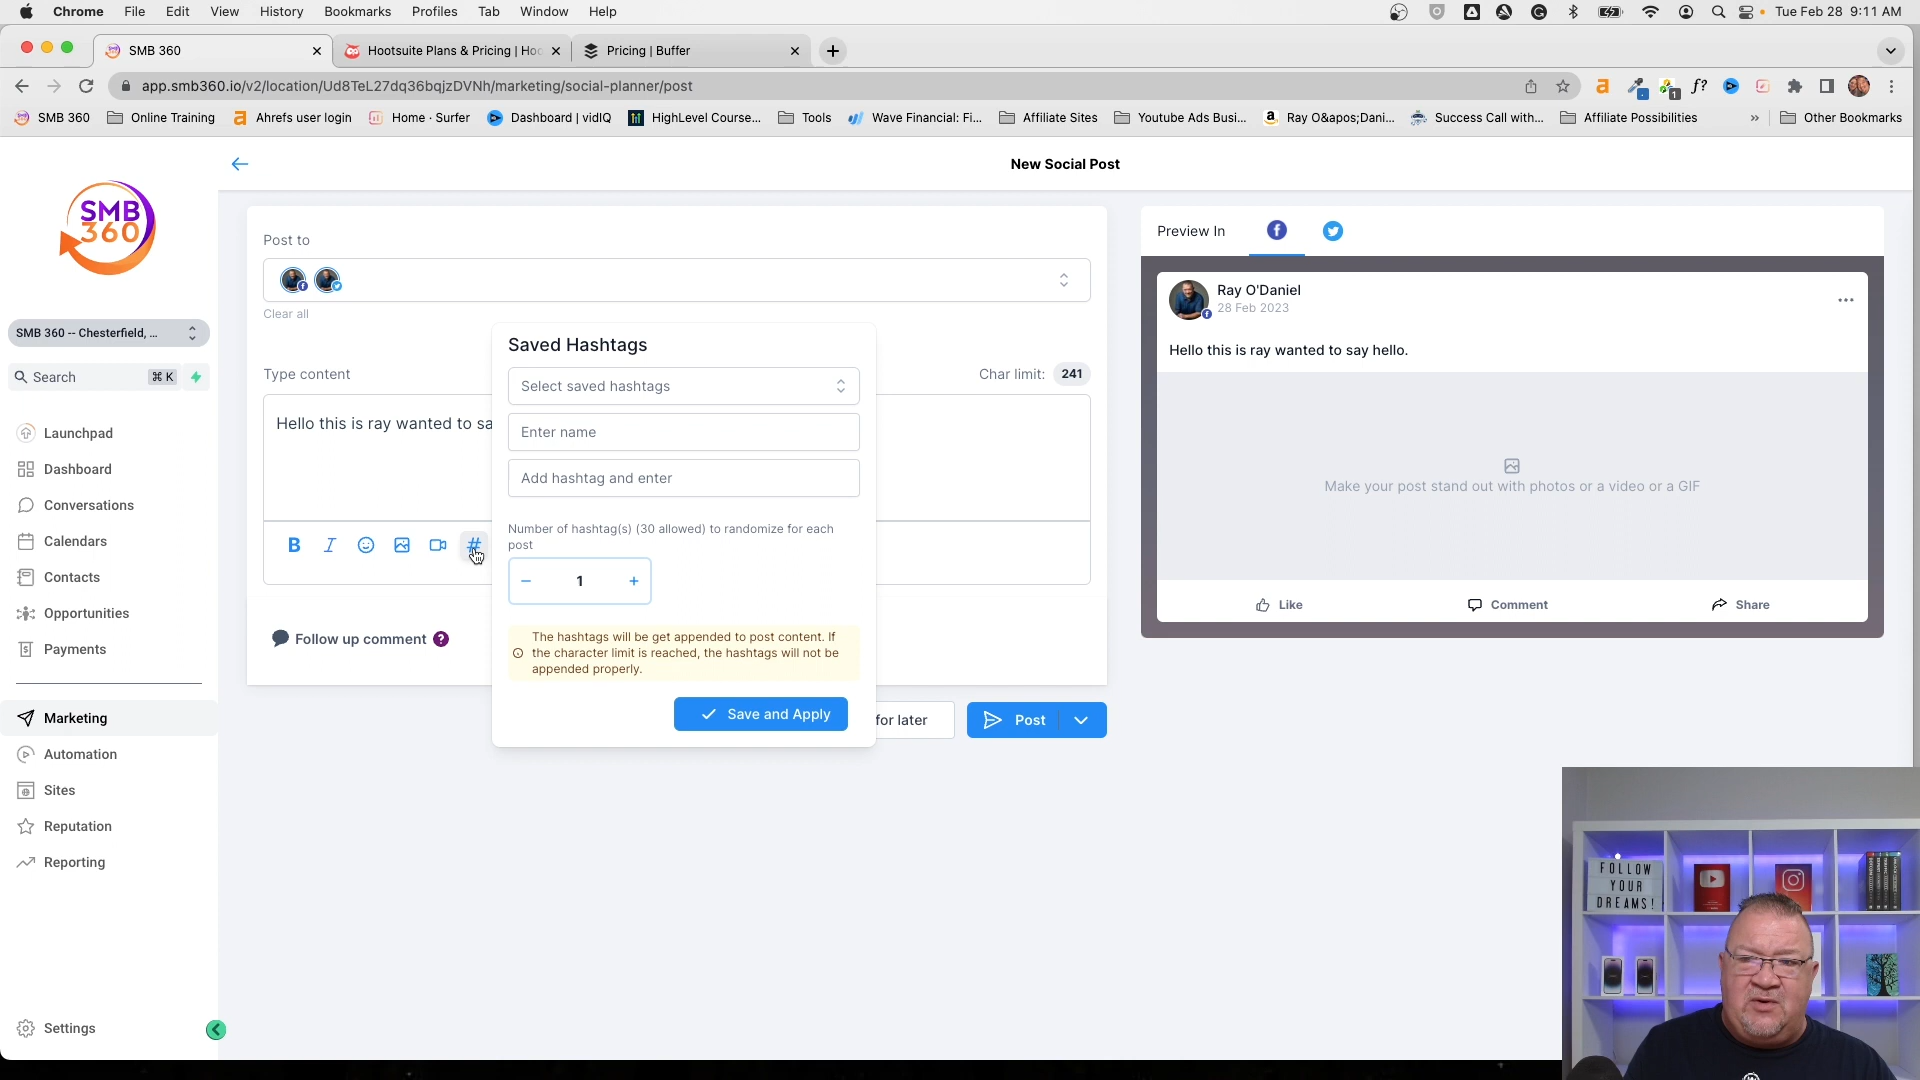 Chrome File Edit View History Bookmarks Profiles Tab Window Help Tue Feb 28 9:11 AM
SMB 360 Hootsuite Plans & Pricing | Hoo Pricing | Buffer
app.smb360.io/v2/location/Ud8TeL27dq36bqjzDVNh/marketing/social-planner/post
SMB 360 Online Training Ahrefs user login Home · Surfer Dashboard | vidIQ HighLevel Course... Tools Wave Financial: Fi... Affiliate Sites Youtube Ads Busi... Ray O&apos;Dani... Success Call with... Affiliate Possibilities » Other Bookmarks
New Social Post
SMB
360
SMB 360 -- Chesterfield, ...
Search ⌘ K
Launchpad
Dashboard
Conversations
Calendars
Contacts
Opportunities
Payments
Marketing
Automation
Sites
Reputation
Reporting
Settings
Post to
Clear all
Type content
Char limit: 241
Hello this is ray wanted to sa
B I #
Follow up comment ?
Saved Hashtags
Select saved hashtags
Enter name
Add hashtag and enter
Number of hashtag(s) (30 allowed) to randomize for each
post
− 1 +
The hashtags will be get appended to post content. If
the character limit is reached, the hashtags will not be
appended properly.
Save and Apply
for later
Post
Preview In
Ray O'Daniel
28 Feb 2023
Hello this is ray wanted to say hello.
Make your post stand out with photos or a video or a GIF
Like Comment Share
FOLLOW
YOUR
DREAMS!